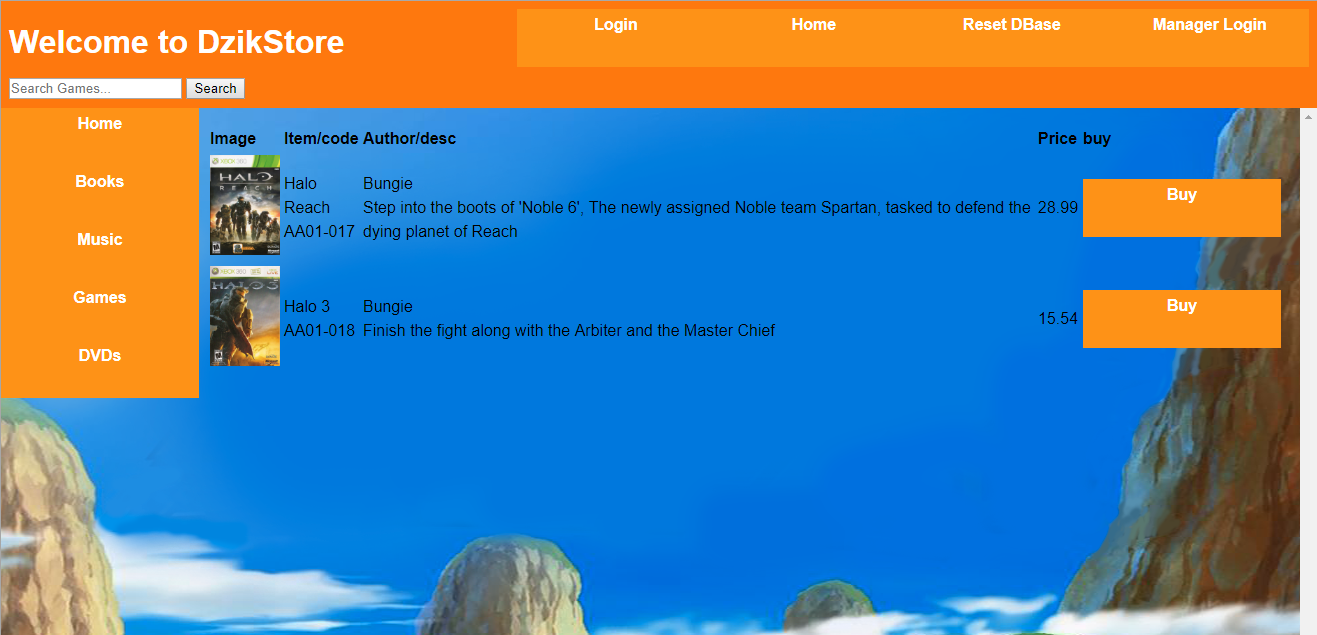 Welcome to DzikStore
Login Home Reset DBase Manager Login
Search Games... Search
Home
Books
Music
Games
DVDs
Image Item/code Author/desc Price buy
XBOX 360
HALO
REACH
Halo
Reach
AA01-017
Bungie
Step into the boots of 'Noble 6', The newly assigned Noble team Spartan, tasked to defend the
dying planet of Reach
28.99
Buy
XBOX 360
HALO 3
Halo 3
AA01-018
Bungie
Finish the fight along with the Arbiter and the Master Chief
15.54
Buy